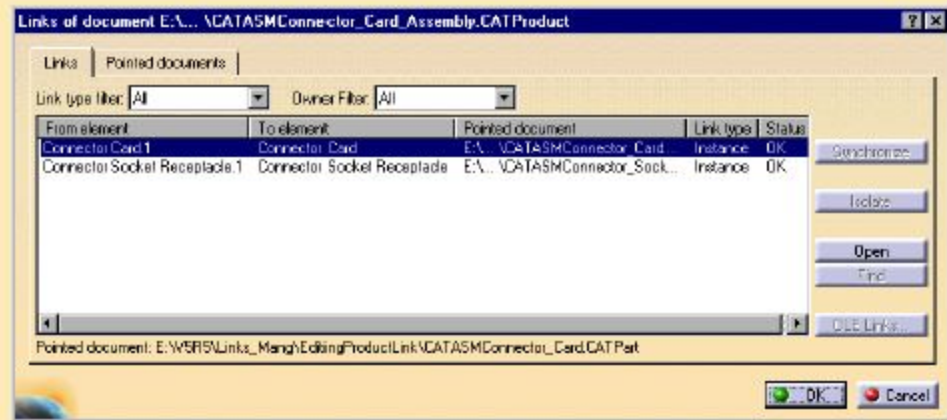 Links of document E:\... \CATASMConnector_Card_Assembly.CATProduct
Links Pointed documents
Link type filter: All Owner Filter: All
From element To element Pointed document Link type Status
Connector Card.1 Connector Card E:\... \CATASMConnector_Card... Instance OK
Connector Socket Receptacle.1 Connector Socket Receptacle E:\... \CATASMConnector_Sock... Instance OK
Synchronize
Isolate
Open
Find
OLE Links...
Pointed document: E:\V5R5\Links_Mang\EditingProductLink\CATASMConnector_Card.CATPart
OK Cancel